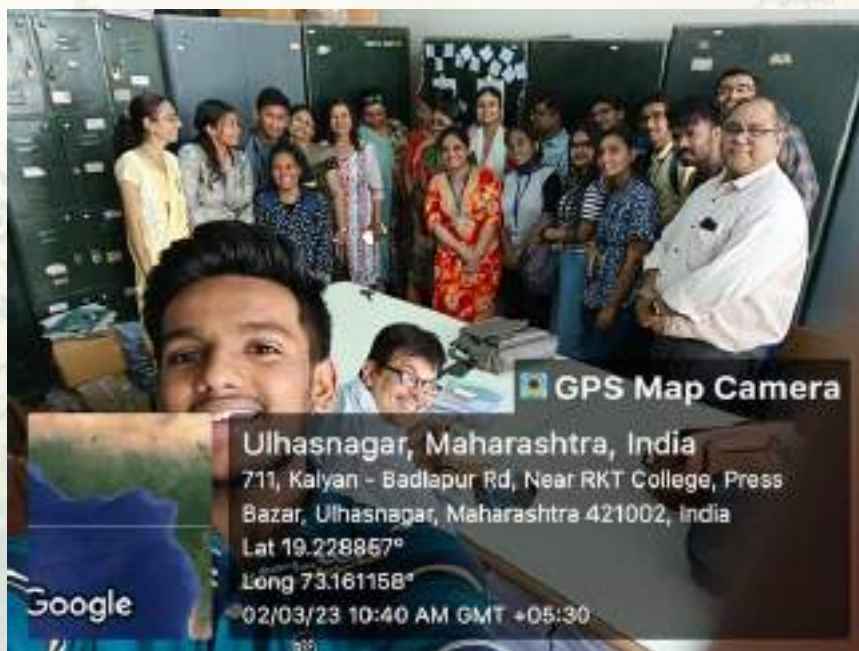 GPS Map Camera
Ulhasnagar, Maharashtra, India
711, Kalyan - Badlapur Rd, Near RKT College, Press
Bazar, Ulhasnagar, Maharashtra 421002, India
Lat 19.228857°
Long 73.161158°
02/03/23 10:40 AM GMT +05:30
Google